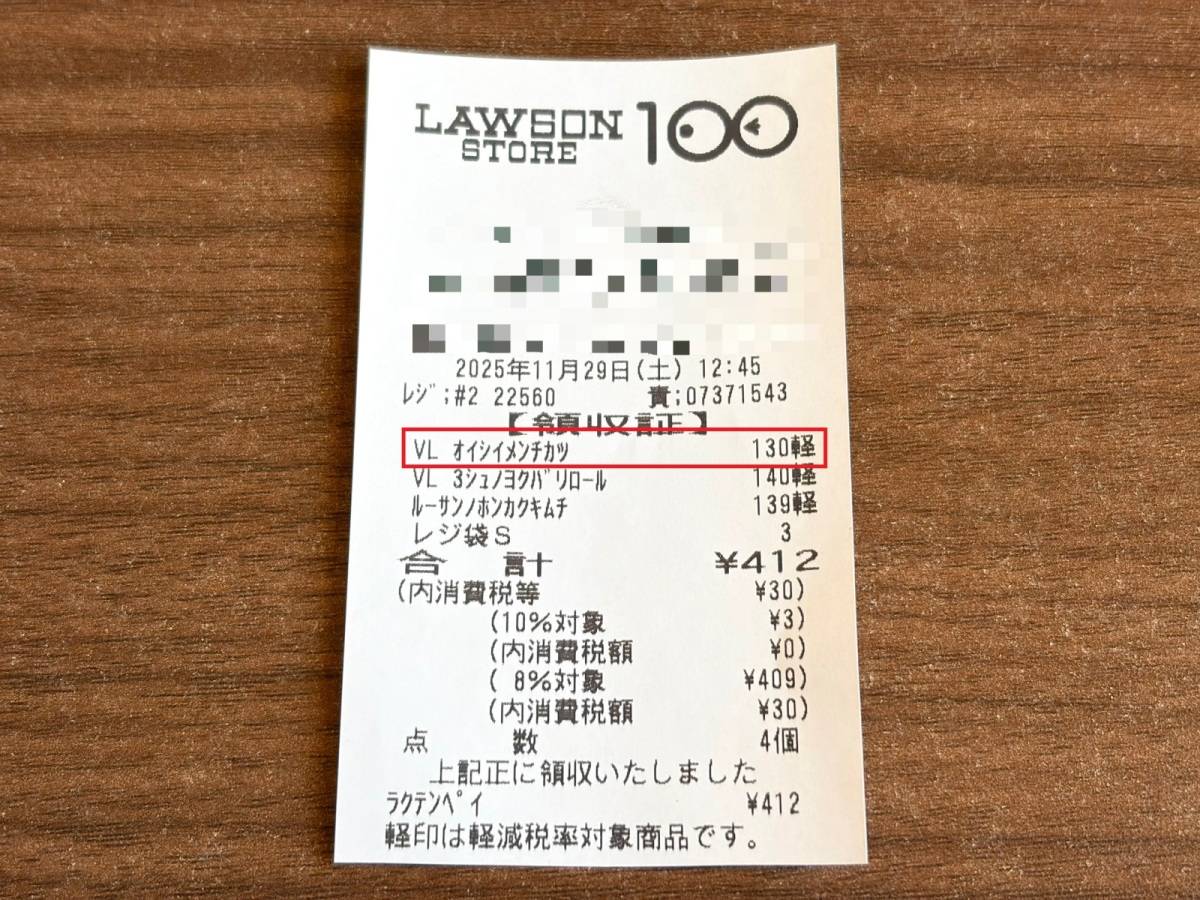 LAWSON 100
STORE
2025年11月29日(土) 12:45
レジ;#2 22560 責;07371543
【領収証】
VL オイシイメンチカツ 130軽
VL 3シュノヨクバリロール 140軽
ルーサンノホンカクキムチ 139軽
レジ袋S 3
合計 ¥412
(内消費税等 ¥30)
(10%対象 ¥3)
(内消費税額 ¥0)
( 8%対象 ¥409)
(内消費税額 ¥30)
点数 4個
上記正に領収いたしました
ラクテンペイ ¥412
軽印は軽減税率対象商品です。